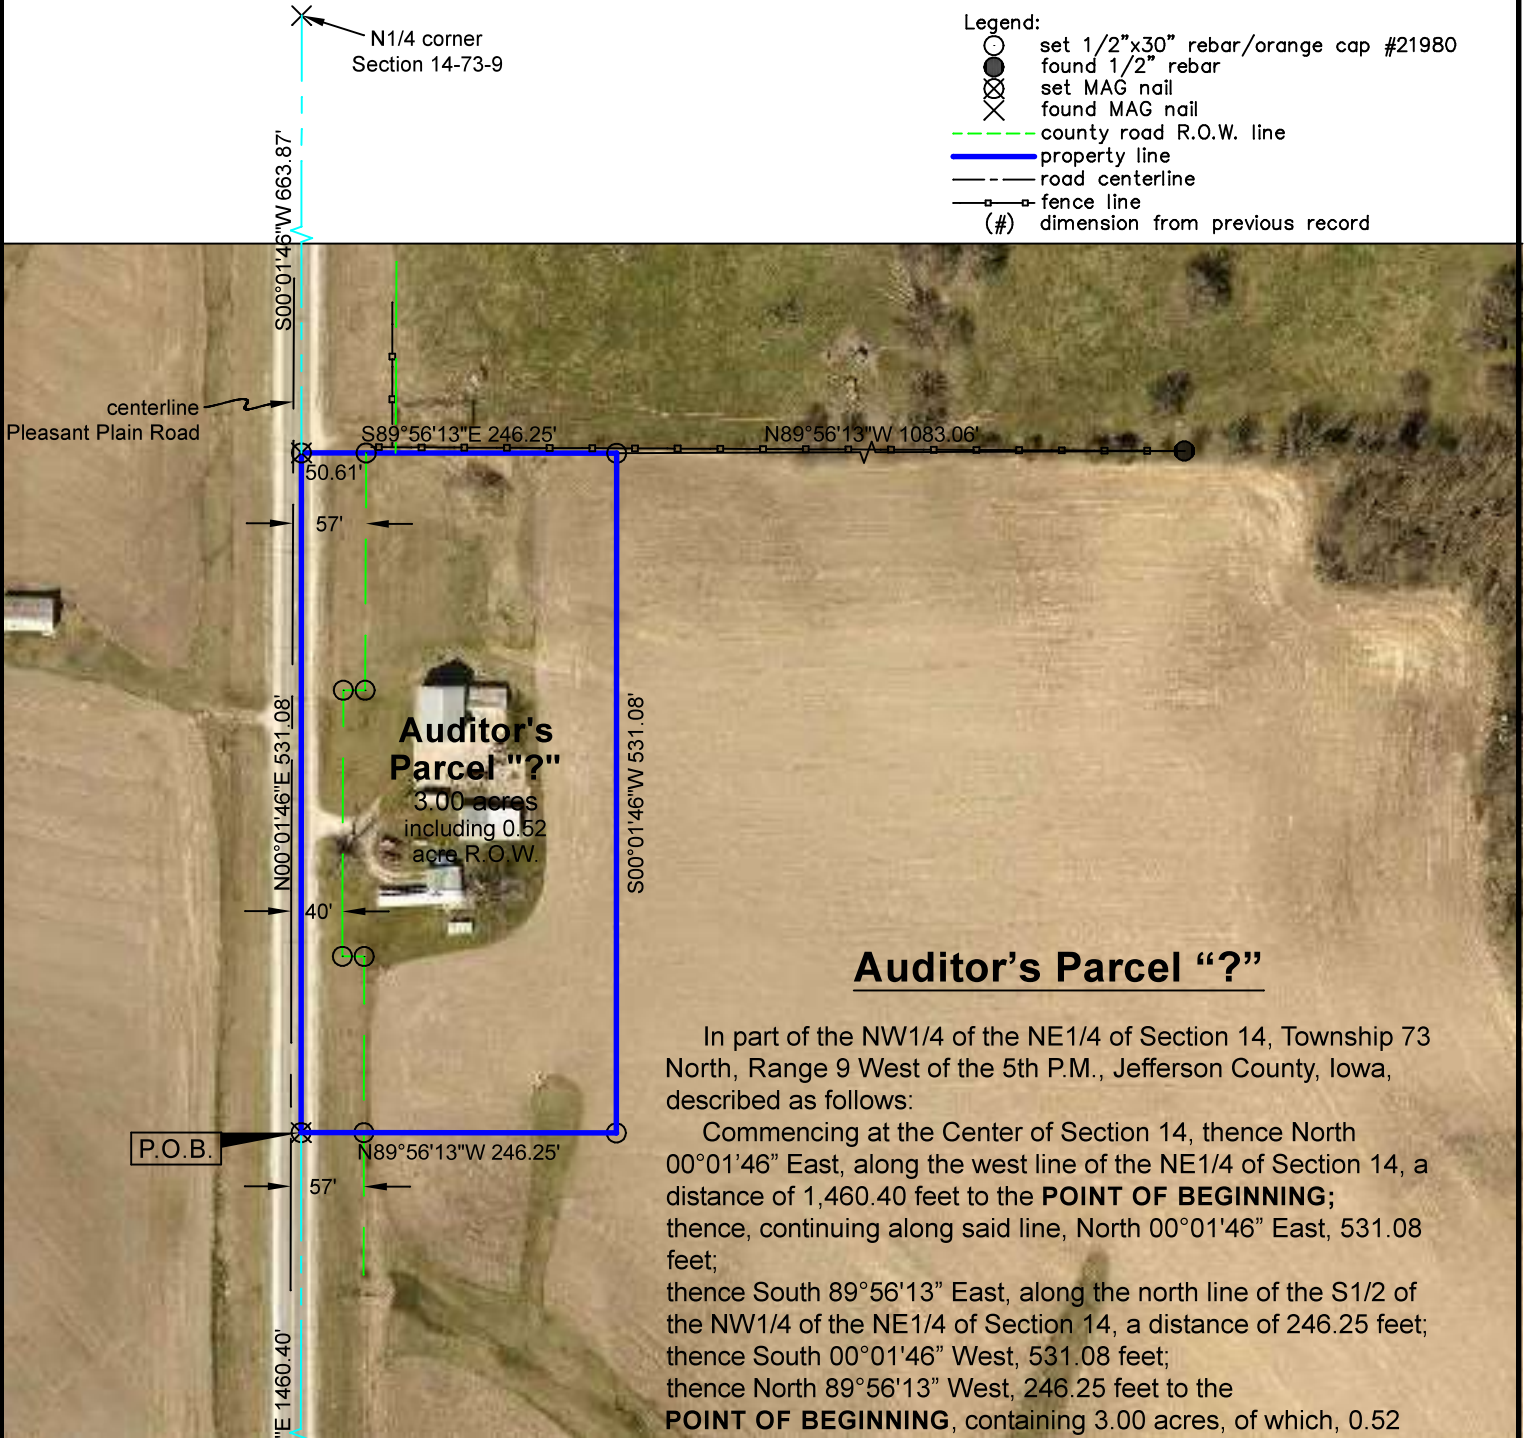 N1/4 corner
Section 14-73-9
Legend:
set 1/2"x30" rebar/orange cap #21980
found 1/2" rebar
set MAG nail
found MAG nail
county road R.O.W. line
property line
road centerline
fence line
(#) dimension from previous record
S00°01'46"W 663.87'
centerline
Pleasant Plain Road
S89°56'13"E 246.25'
N89°56'13"W 1083.06'
50.61'
57'
N00°01'46"E 531.08'
Auditor's
Parcel "?"
3.00 acres
including 0.52
acre R.O.W.
S00°01'46"W 531.08'
40'
P.O.B.
N89°56'13"W 246.25'
57'
"E 1460.40'
Auditor’s Parcel “?”
In part of the NW1/4 of the NE1/4 of Section 14, Township 73
North, Range 9 West of the 5th P.M., Jefferson County, Iowa,
described as follows:
Commencing at the Center of Section 14, thence North
00°01’46” East, along the west line of the NE1/4 of Section 14, a
distance of 1,460.40 feet to the POINT OF BEGINNING;
thence, continuing along said line, North 00°01'46” East, 531.08
feet;
thence South 89°56'13” East, along the north line of the S1/2 of
the NW1/4 of the NE1/4 of Section 14, a distance of 246.25 feet;
thence South 00°01'46” West, 531.08 feet;
thence North 89°56'13” West, 246.25 feet to the
POINT OF BEGINNING, containing 3.00 acres, of which, 0.52